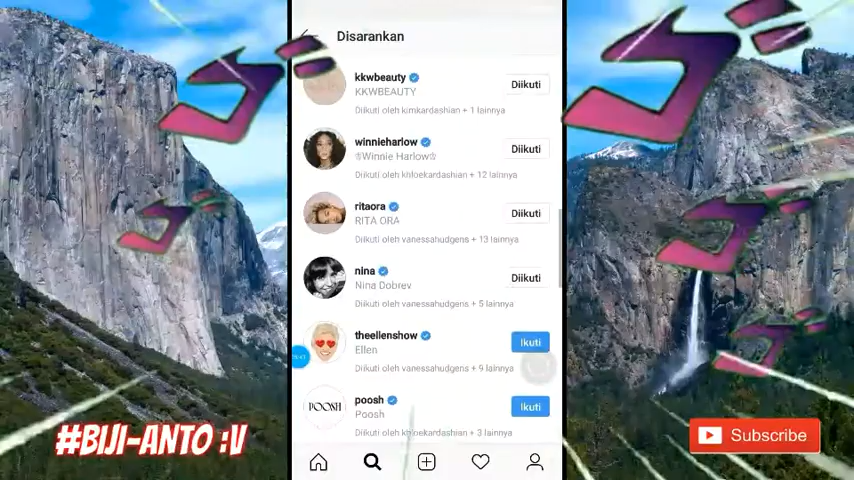 Disarankan
kkwbeauty
KKWBEAUTY
Diikuti
Diikuti oleh kimkardashian + 1 lainnya
winnieharlow
♔Winnie Harlow♔
Diikuti
Diikuti oleh khloekardashian + 12 lainnya
ritaora
RITA ORA
Diikuti
Diikuti oleh vanessahudgens + 13 lainnya
nina
Nina Dobrev
Diikuti
Diikuti oleh vanessahudgens + 5 lainnya
theellenshow
Ellen
Ikuti
Diikuti oleh vanessahudgens + 9 lainnya
poosh
Poosh
POOSH
Ikuti
Diikuti oleh khloekardashian + 3 lainnya
#BIJI-ANTO :V
Subscribe